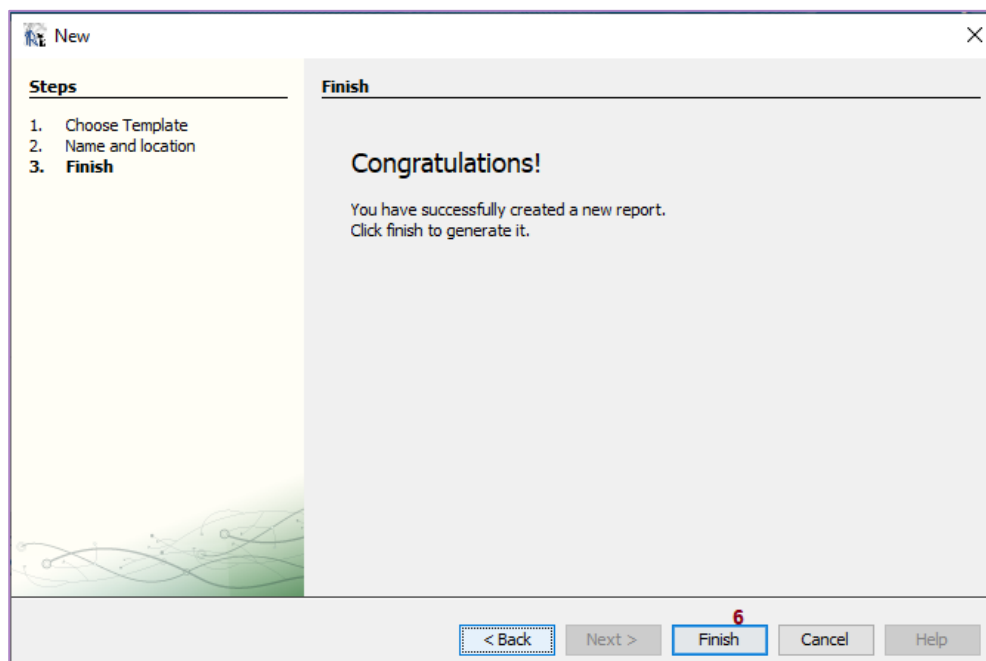 New
Steps
1. Choose Template
2. Name and location
3. Finish
Finish
Congratulations!
You have successfully created a new report.
Click finish to generate it.
6
< Back
Next >
Finish
Cancel
Help